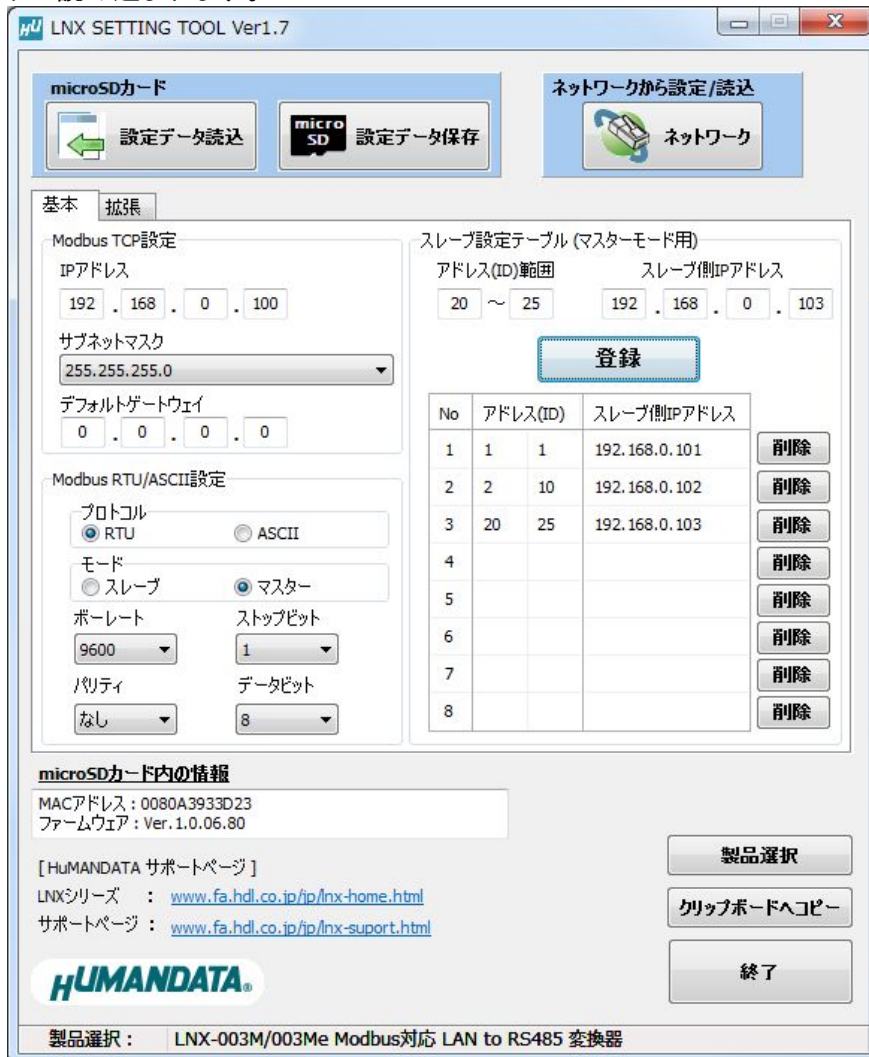 LNX SETTING TOOL Ver1.7
microSDカード
設定データ読込
micro SD
設定データ保存
ネットワークから設定/読込
ネットワーク
基本
拡張
Modbus TCP設定
IPアドレス
192 . 168 . 0 . 100
サブネットマスク
255.255.255.0
デフォルトゲートウェイ
0 . 0 . 0 . 0
Modbus RTU/ASCII設定
プロトコル
RTU ASCII
モード
スレーブ マスター
ボーレート ストップビット
9600 1
パリティ データビット
なし 8
スレーブ設定テーブル (マスターモード用)
アドレス(ID)範囲 スレーブ側IPアドレス
20 ~ 25 192 . 168 . 0 . 103
登録
No アドレス(ID) スレーブ側IPアドレス
1 1 1 192.168.0.101 削除
2 2 10 192.168.0.102 削除
3 20 25 192.168.0.103 削除
4 削除
5 削除
6 削除
7 削除
8 削除
microSDカード内の情報
MACアドレス : 0080A3933D23
ファームウェア : Ver.1.0.06.80
[ HuMANDATA サポートページ ]
LNXシリーズ : www.fa.hdl.co.jp/jp/lnx-home.html
サポートページ : www.fa.hdl.co.jp/jp/lnx-suport.html
HUMANDATA®
製品選択
クリップボードへコピー
終了
製品選択 : LNX-003M/003Me Modbus対応 LAN to RS485 変換器